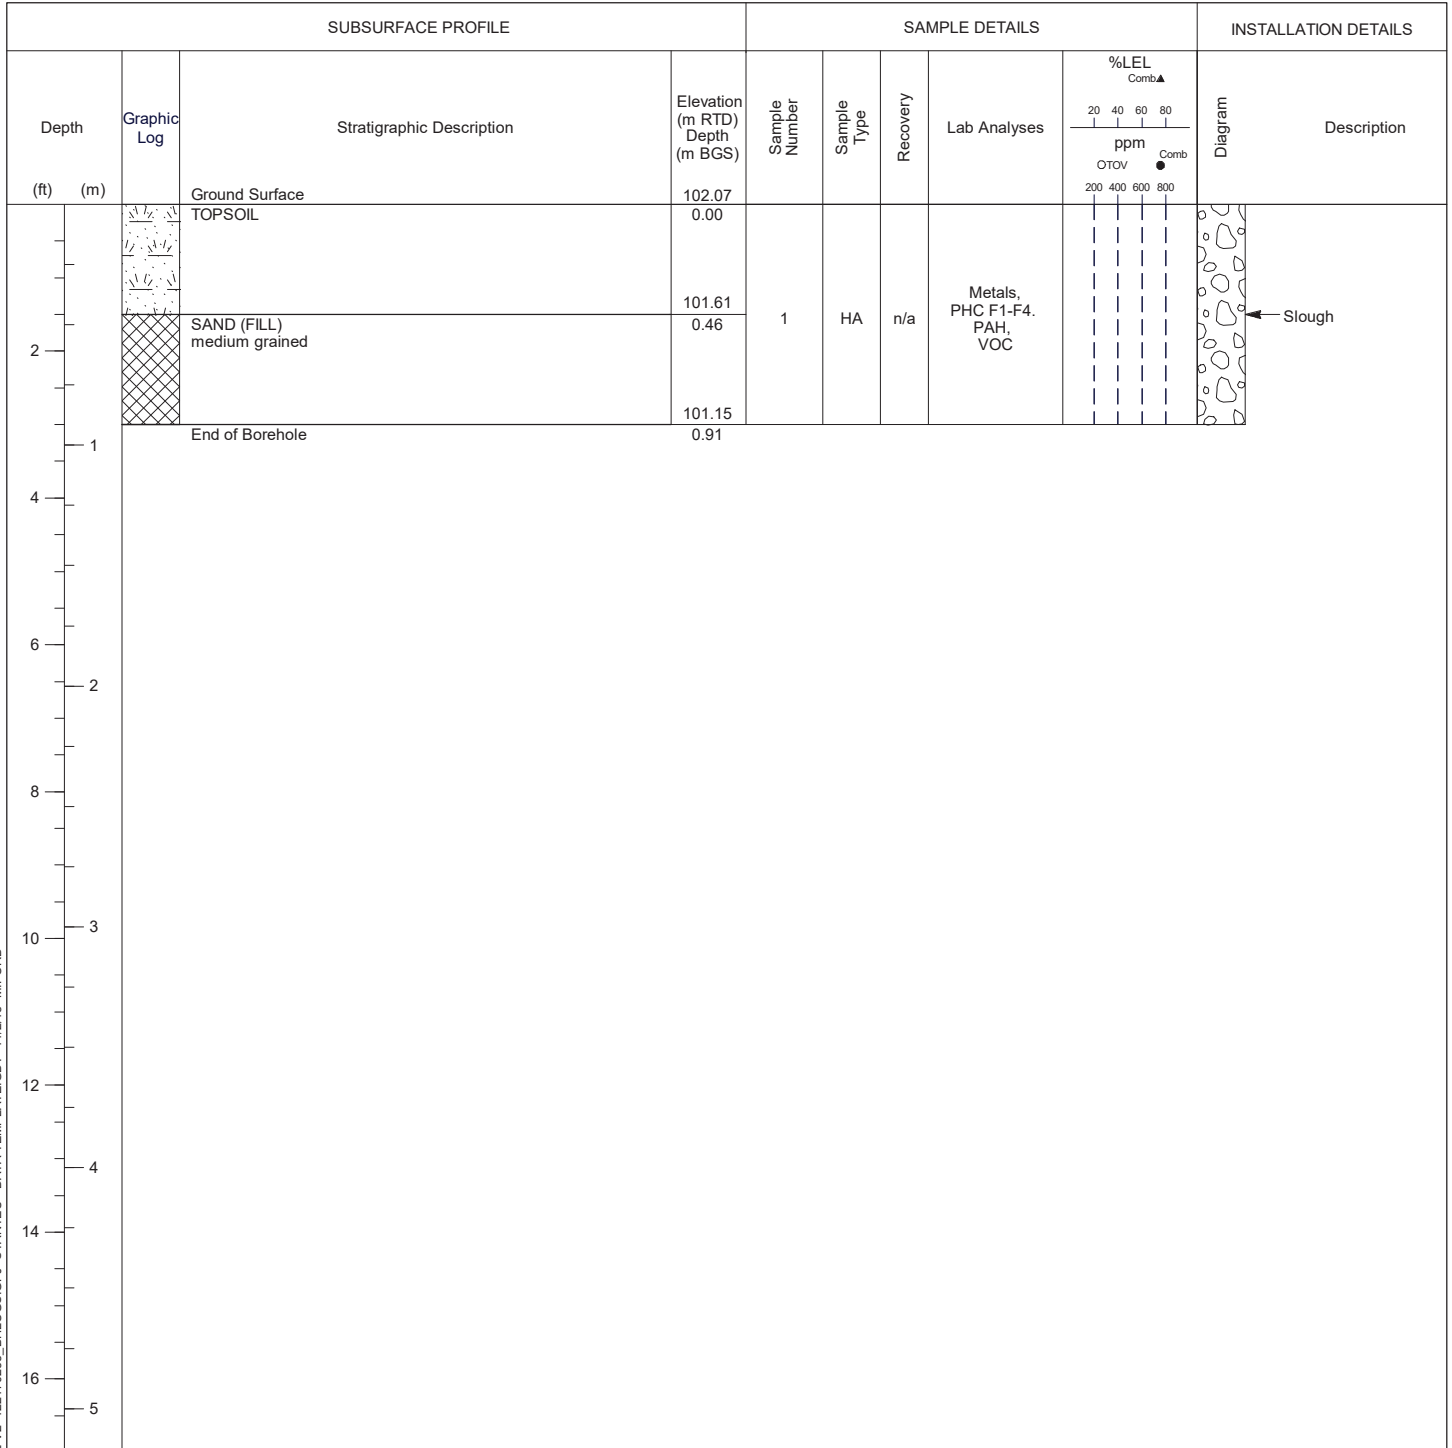 SUBSURFACE PROFILE
SAMPLE DETAILS
INSTALLATION DETAILS
Depth
(ft) (m)
Graphic
Log
Stratigraphic Description
Elevation
(m RTD)
Depth
(m BGS)
Sample
Number
Sample
Type
Recovery
Lab Analyses
%LEL
Comb▲
20 40 60 80
ppm
OTOV ● Comb
200 400 600 800
Diagram
Description
Ground Surface 102.07
TOPSOIL 0.00
101.61
SAND (FILL) 0.46
medium grained
101.15
End of Borehole 0.91
1
HA
n/a
Metals,
PHC F1-F4.
PAH,
VOC
Slough
2
1
4
6
2
8
3
10
12
4
14
16
5